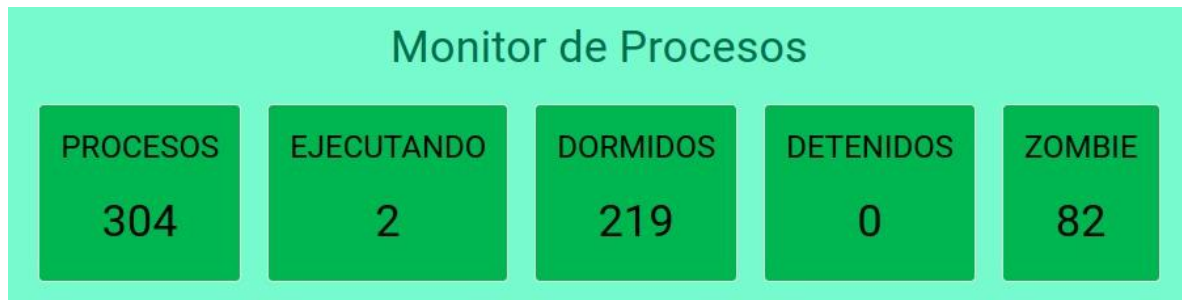 Monitor de Procesos
PROCESOS
304
EJECUTANDO
2
DORMIDOS
219
DETENIDOS
0
ZOMBIE
82